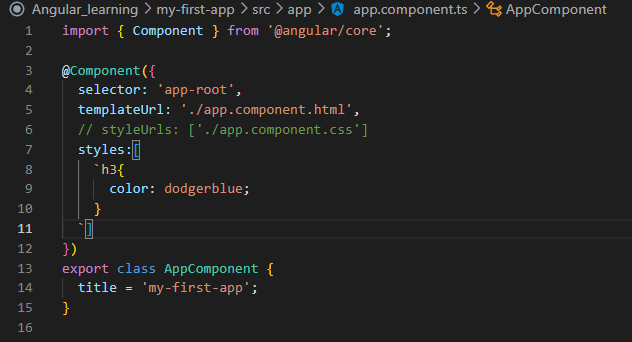 Angular_learning > my-first-app > src > app > app.component.ts > AppComponent
1 import { Component } from '@angular/core';
2
3 @Component({
4 selector: 'app-root',
5 templateUrl: './app.component.html',
6 // styleUrls: ['./app.component.css']
7 styles:[
8 `h3{
9 color: dodgerblue;
10 }
11 `]
12 })
13 export class AppComponent {
14 title = 'my-first-app';
15 }
16